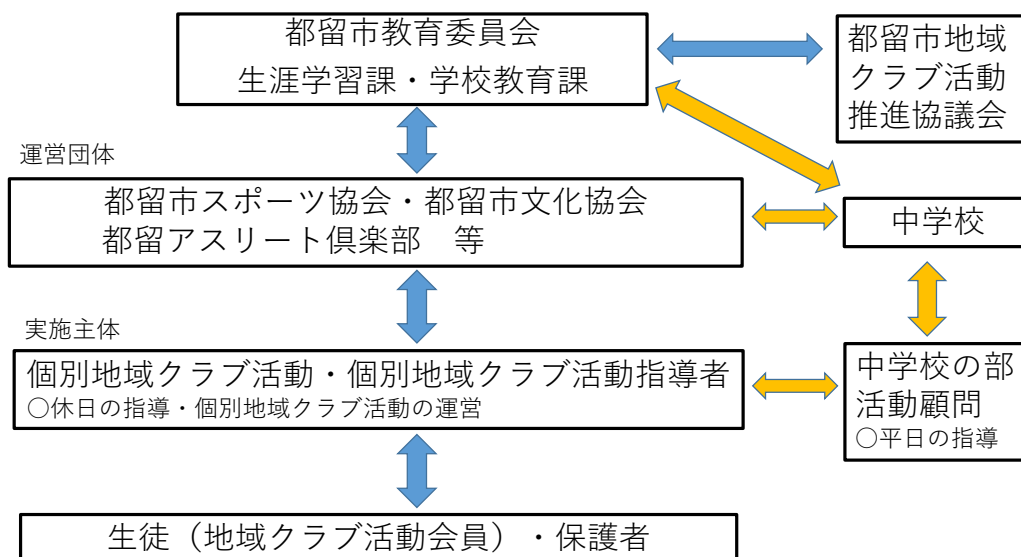 都留市教育委員会
生涯学習課・学校教育課
都留市地域
クラブ活動
推進協議会
運営団体
都留市スポーツ協会・都留市文化協会
都留アスリート倶楽部　等
中学校
実施主体
個別地域クラブ活動・個別地域クラブ活動指導者
○休日の指導・個別地域クラブ活動の運営
中学校の部
活動顧問
○平日の指導
生徒（地域クラブ活動会員）・保護者